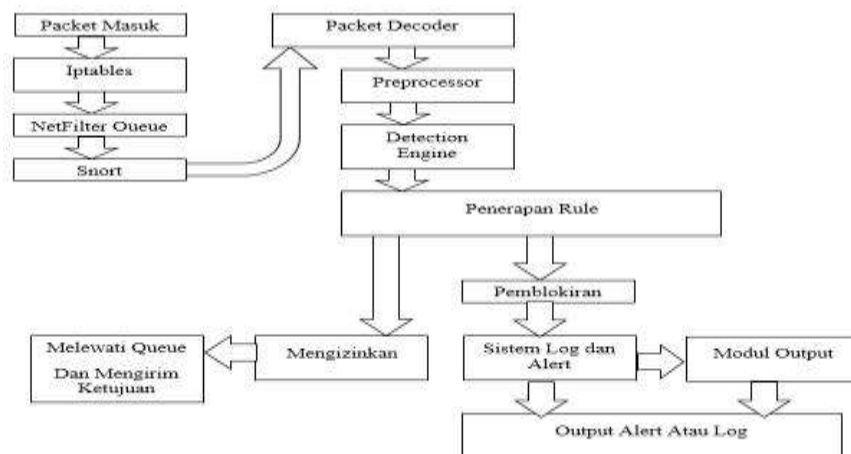 Packet Masuk
Iptables
NetFilter Queue
Snort
Packet Decoder
Preprocessor
Detection
Engine
Penerapan Rule
Pemblokiran
Mengizinkan
Melewati Queue
Dan Mengirim
Ketujuan
Sistem Log dan
Alert
Modul Output
Output Alert Atau Log